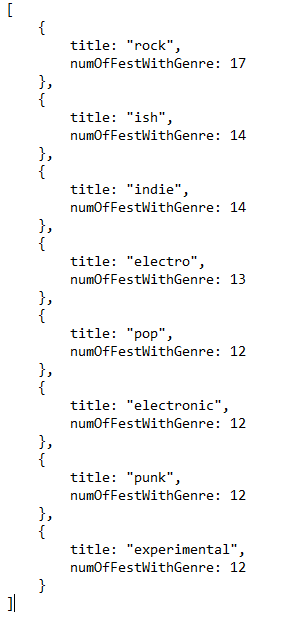 [
    {
        title: "rock",
        numOfFestWithGenre: 17
    },
    {
        title: "ish",
        numOfFestWithGenre: 14
    },
    {
        title: "indie",
        numOfFestWithGenre: 14
    },
    {
        title: "electro",
        numOfFestWithGenre: 13
    },
    {
        title: "pop",
        numOfFestWithGenre: 12
    },
    {
        title: "electronic",
        numOfFestWithGenre: 12
    },
    {
        title: "punk",
        numOfFestWithGenre: 12
    },
    {
        title: "experimental",
        numOfFestWithGenre: 12
    }
]